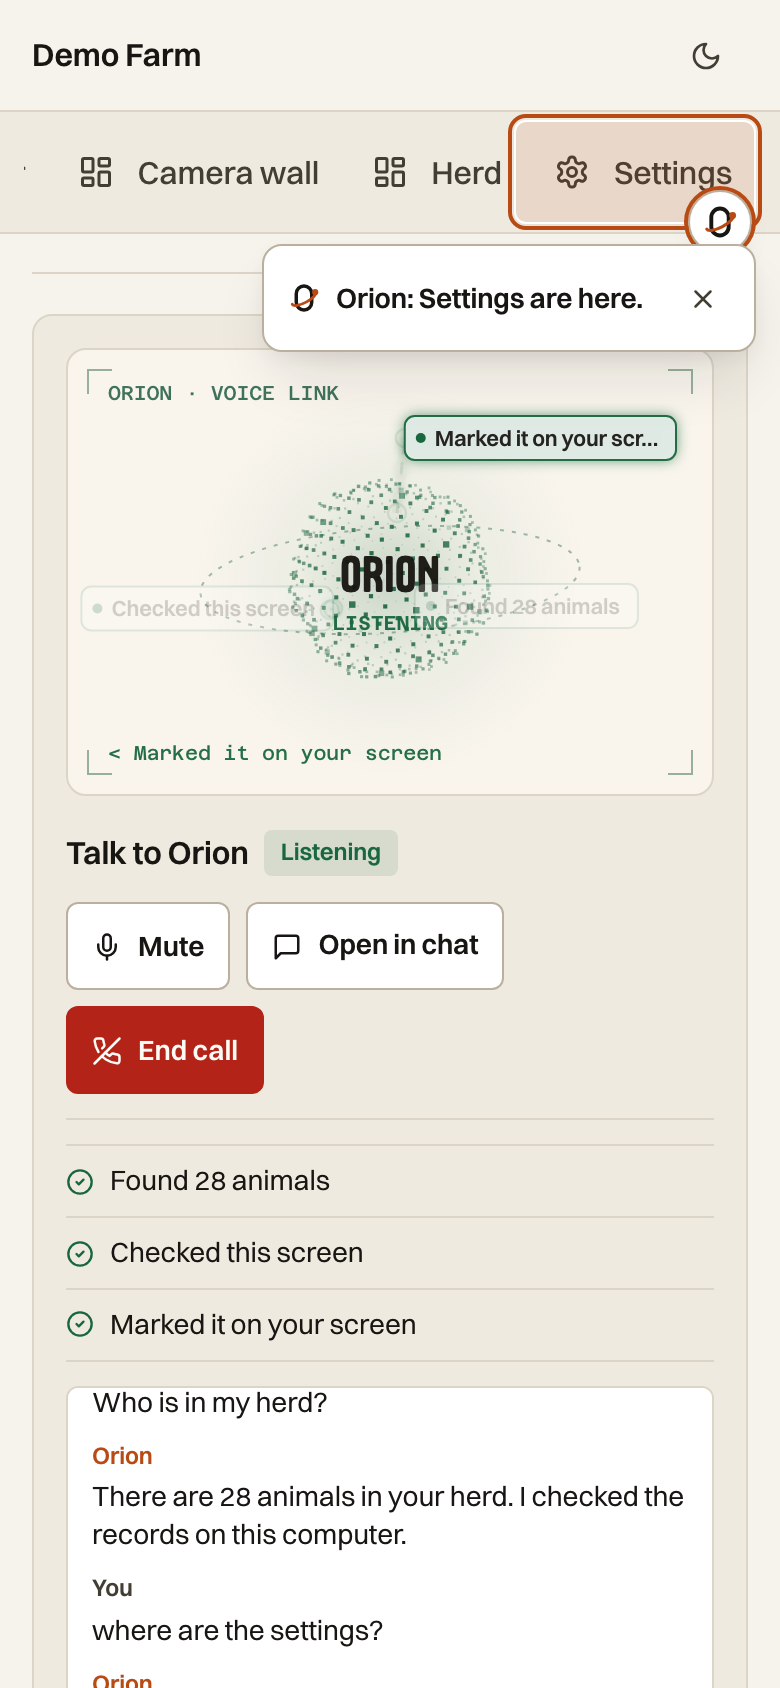 Demo Farm
Camera wall
Herd
Settings
Orion: Settings are here.
ORION · VOICE LINK
Marked it on your scr...
ORION
Checked this screen
Found 28 animals
LISTENING
< Marked it on your screen
Talk to Orion
Listening
Mute
Open in chat
End call
Found 28 animals
Checked this screen
Marked it on your screen
Who is in my herd?
Orion
There are 28 animals in your herd. I checked the
records on this computer.
You
where are the settings?
Orion